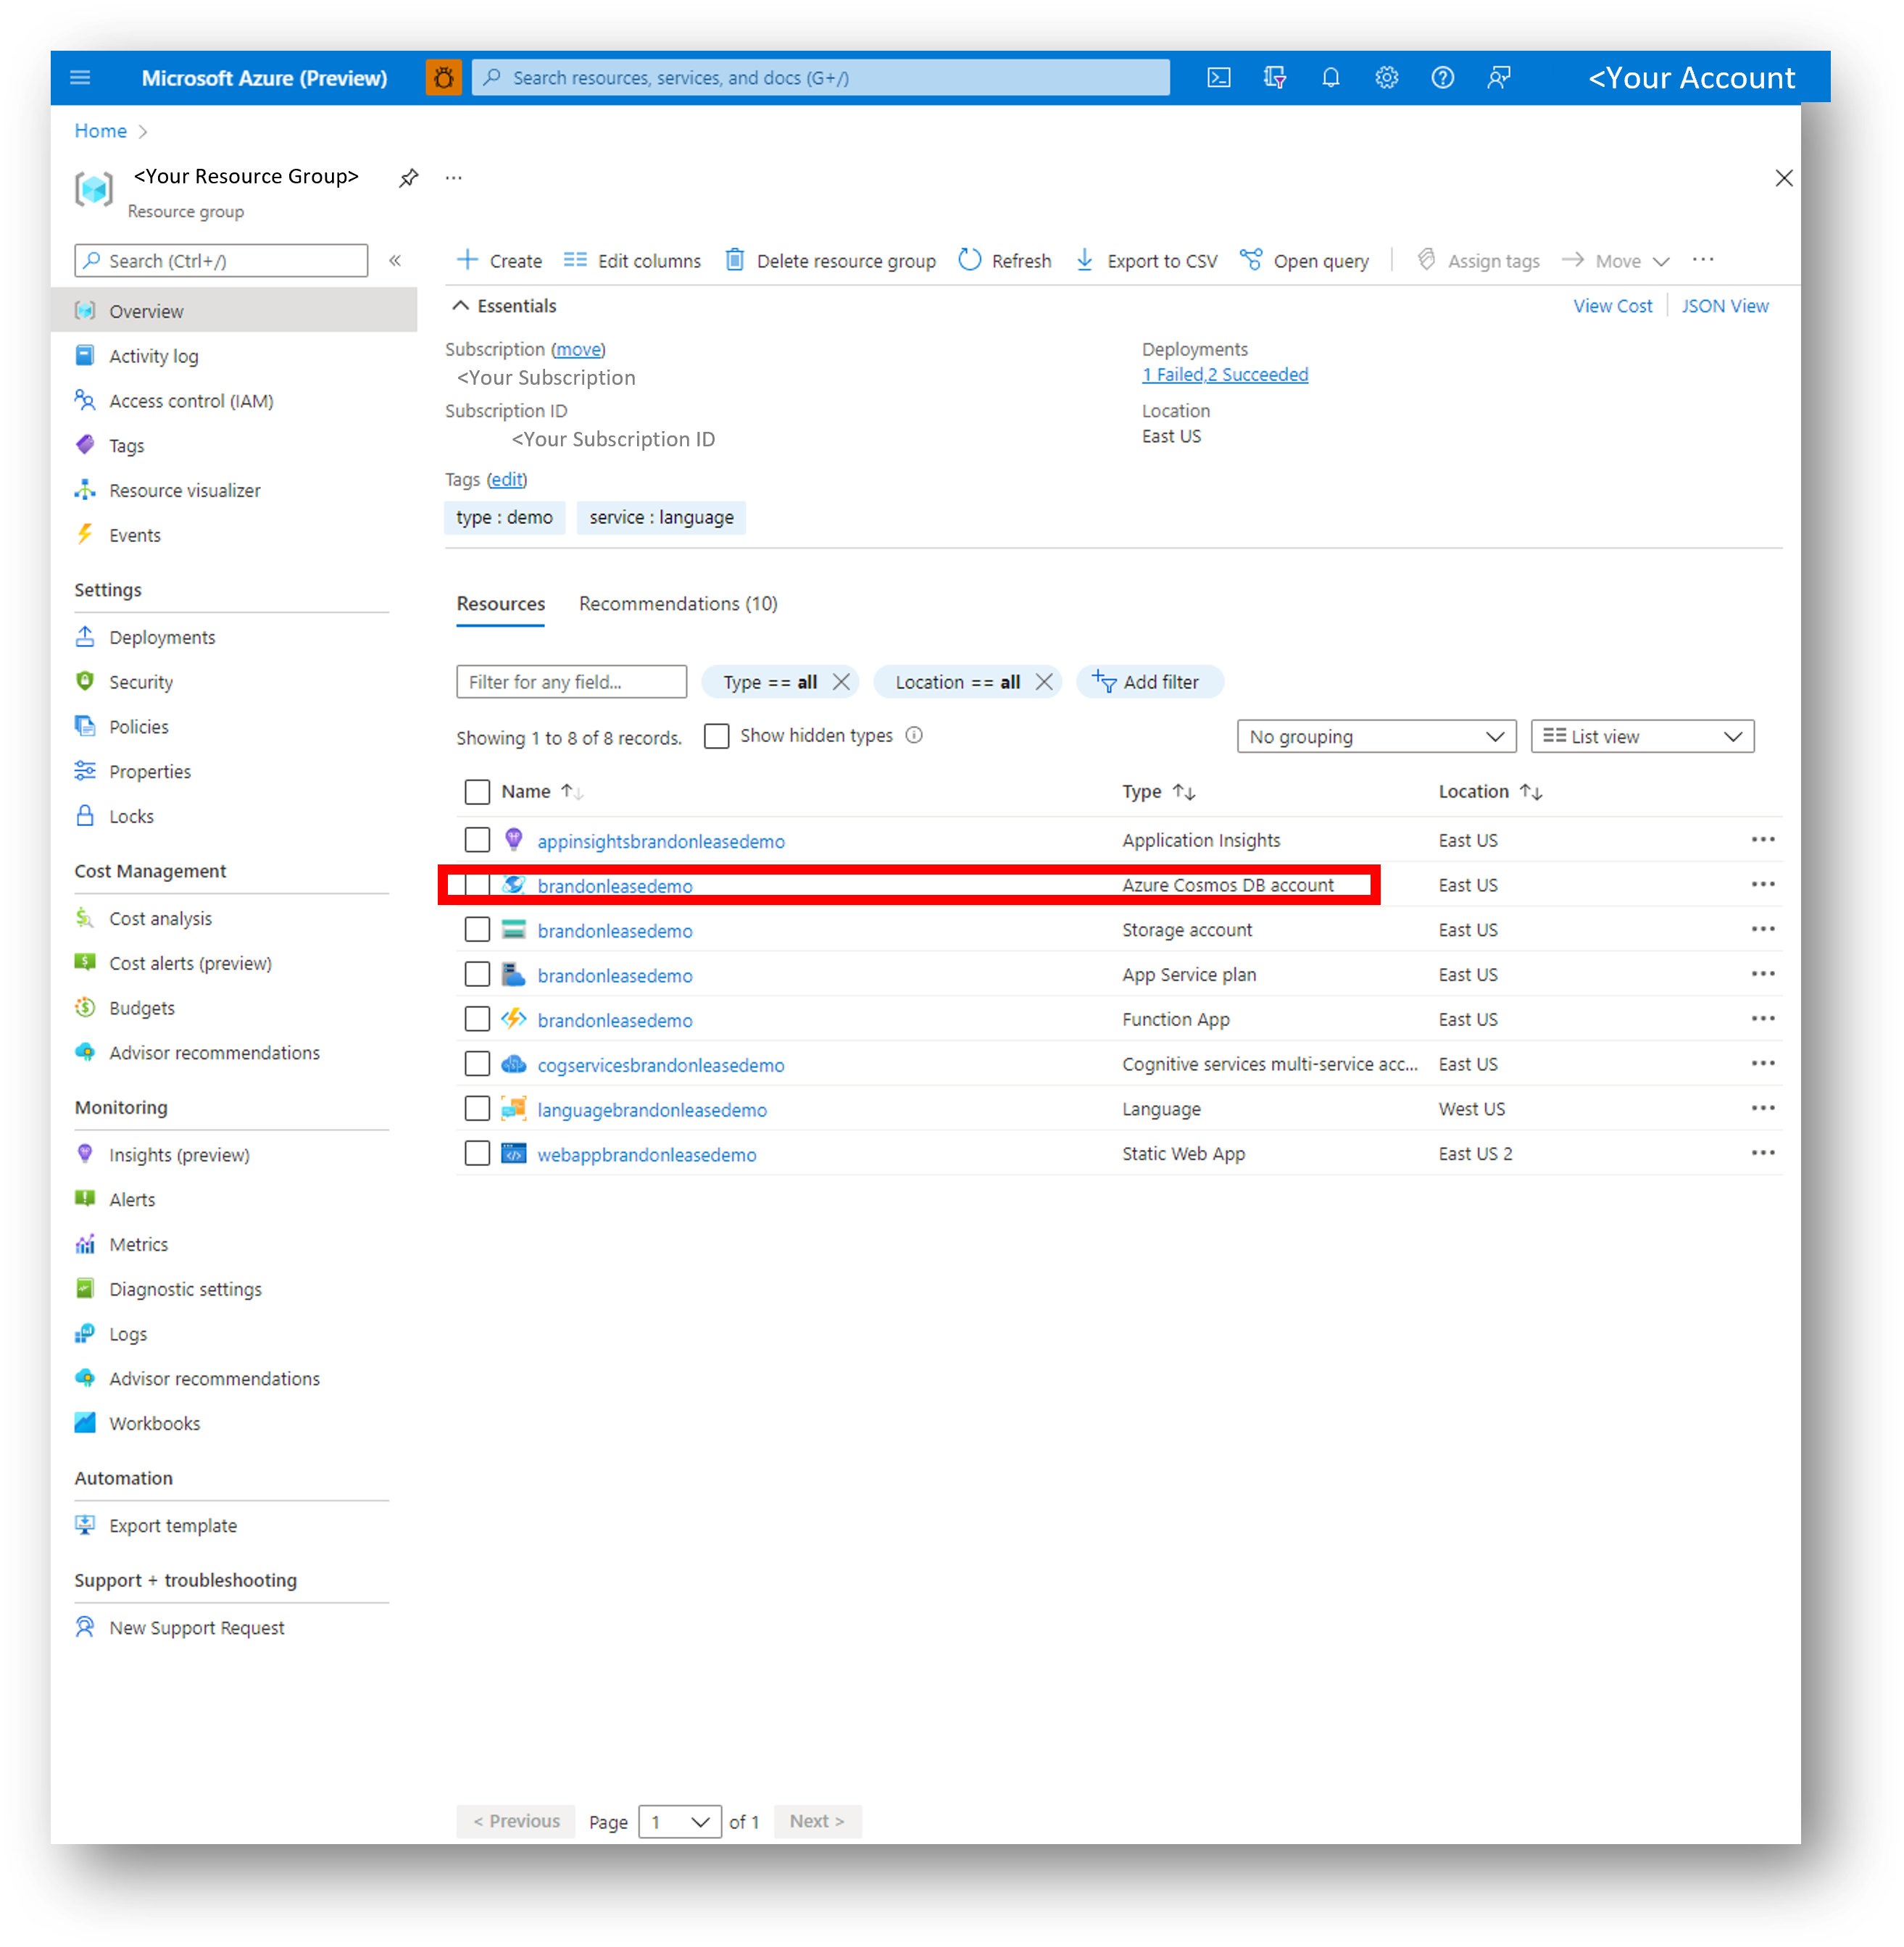 Microsoft Azure (Preview)
Search resources, services, and docs (G+/)
<Your Account
Home
<Your Resource Group>
...
Resource group
Search (Ctrl+/)
«
Create
Edit columns
Delete resource group
Refresh
Export to CSV
Open query
Assign tags
Move
...
Overview
Activity log
Access control (IAM)
Tags
Resource visualizer
Events
Settings
Deployments
Security
Policies
Properties
Locks
Cost Management
Cost analysis
Cost alerts (preview)
Budgets
Advisor recommendations
Monitoring
Insights (preview)
Alerts
Metrics
Diagnostic settings
Logs
Advisor recommendations
Workbooks
Automation
Export template
Support + troubleshooting
New Support Request
Essentials
View Cost
JSON View
Subscription (move)
<Your Subscription
Subscription ID
<Your Subscription ID
Deployments
1 Failed,2 Succeeded
Location
East US
Tags (edit)
type : demo
service : language
Resources
Recommendations (10)
Filter for any field...
Type == all
Location == all
Add filter
Showing 1 to 8 of 8 records.
Show hidden types
No grouping
List view
Name Type Location
appinsightsbrandonleasedemo Application Insights East US
brandonleasedemo Azure Cosmos DB account East US
brandonleasedemo Storage account East US
brandonleasedemo App Service plan East US
brandonleasedemo Function App East US
cogservicesbrandonleasedemo Cognitive services multi-service acc... East US
languagebrandonleasedemo Language West US
webappbrandonleasedemo Static Web App East US 2
< Previous Page 1 of 1 Next >